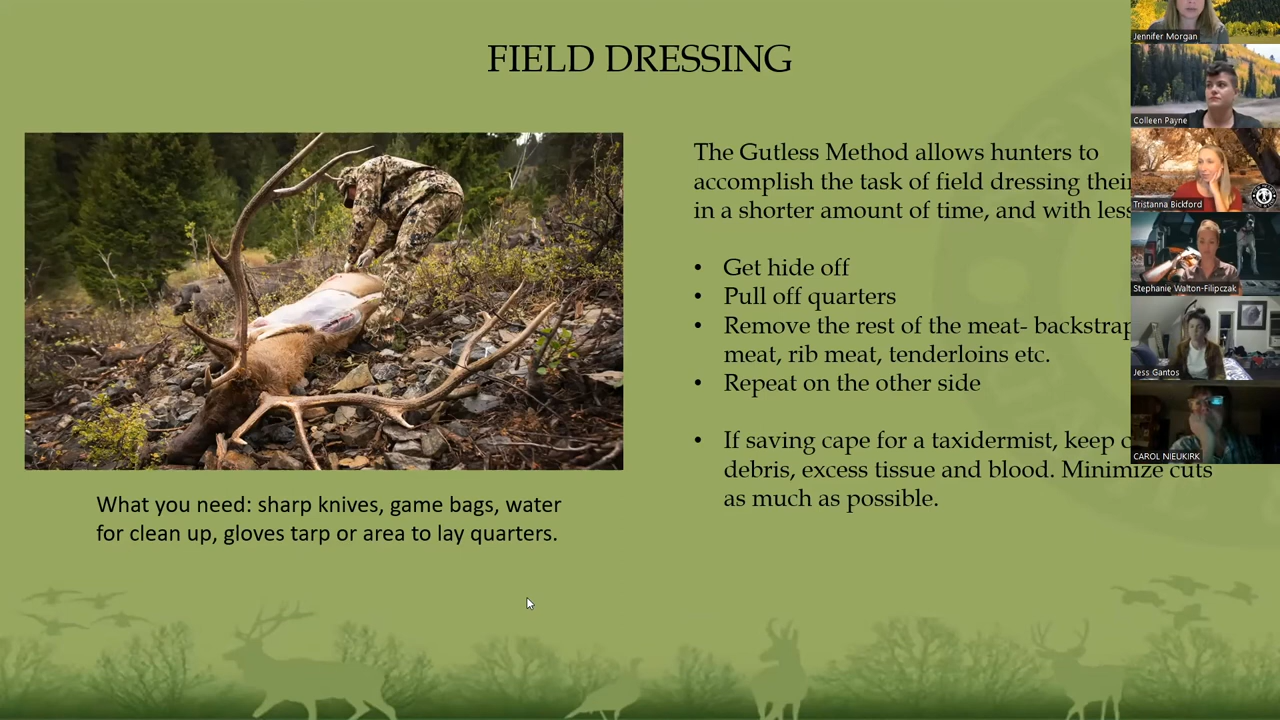 FIELD DRESSING
The Gutless Method allows hunters to
accomplish the task of field dressing their
in a shorter amount of time, and with less
• Get hide off
• Pull off quarters
• Remove the rest of the meat- backstrap
meat, rib meat, tenderloins etc.
• Repeat on the other side
• If saving cape for a taxidermist, keep
debris, excess tissue and blood. Minimize cuts
as much as possible.
What you need: sharp knives, game bags, water
for clean up, gloves tarp or area to lay quarters.
Jennifer Morgan
Colleen Payne
Tristanna Bickford
Stephanie Walton-Filipczak
Jess Gantos
CAROL NIEUKIRK